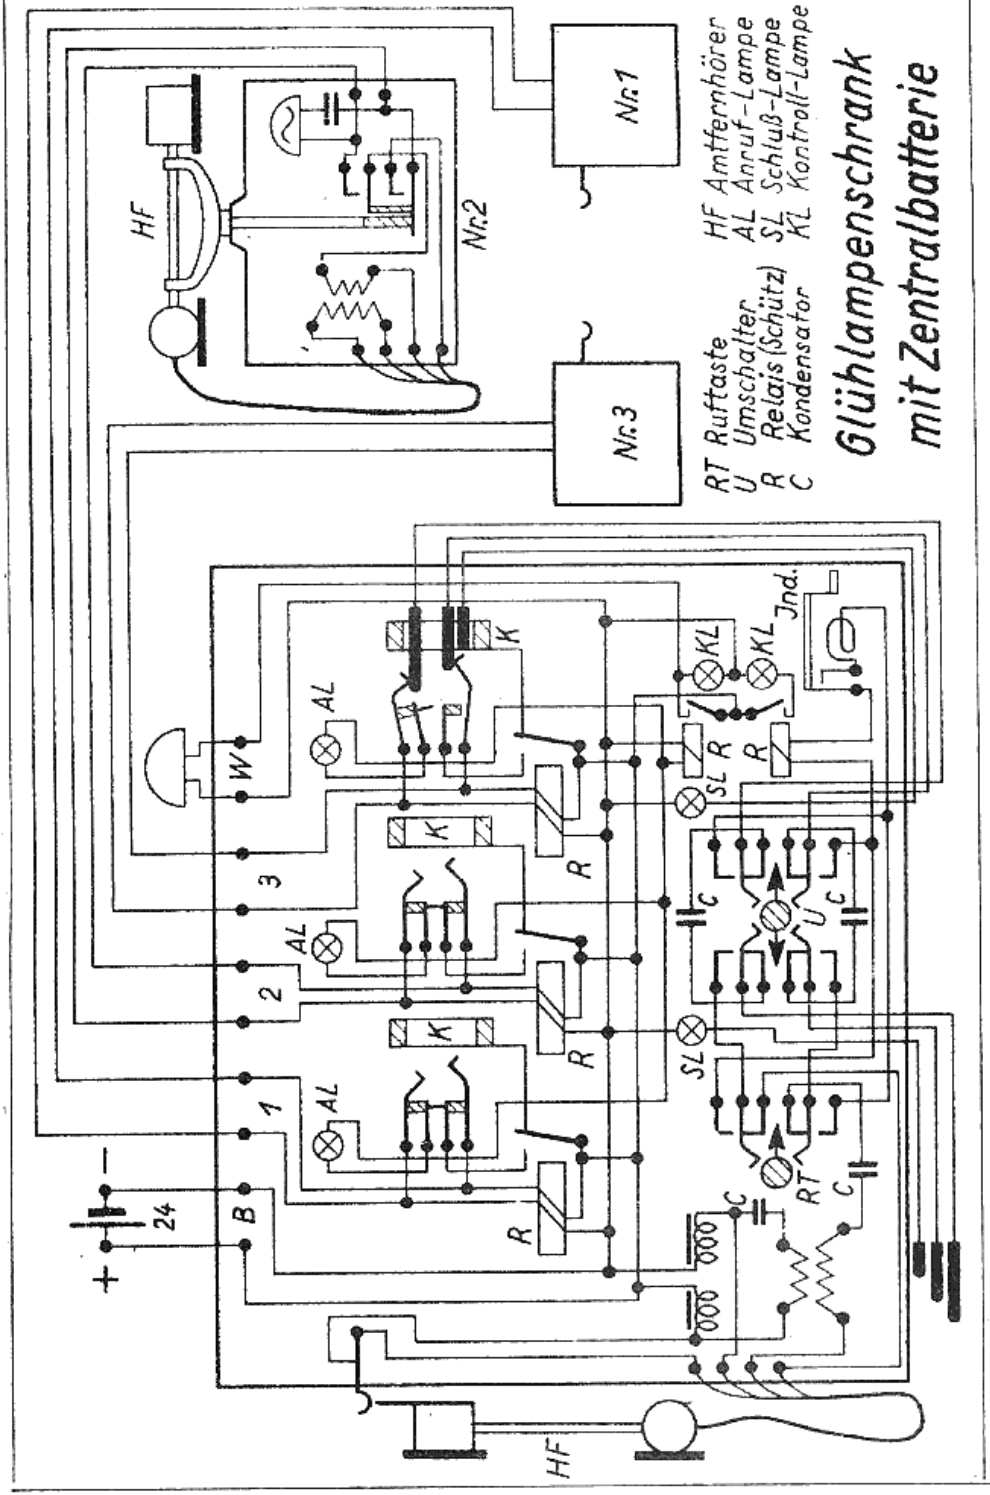 +
24
−
B
1
2
3
W
HF
AL
AL
AL
K
K
K
R
R
R
HF
Nr.2
Nr.3
Nr.1
SL
SL
R
R
KL
KL
Jnd.
C
C
RT
C
C
U
RT Ruftaste
U Umschalter
R Relais (Schütz)
C Kondensator
HF Amtfernhörer
AL Anruf-Lampe
SL Schluß-Lampe
KL Kontroll-Lampe
Glühlampenschrank
mit Zentralbatterie